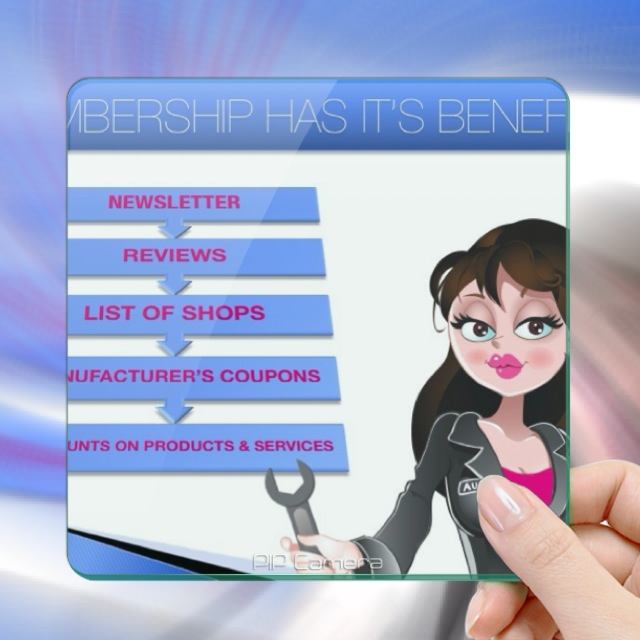 MBERSHIP HAS IT'S BENEF
NEWSLETTER
REVIEWS
LIST OF SHOPS
NUFACTURER'S COUPONS
UNTS ON PRODUCTS & SERVICES
AU
PIP Camera